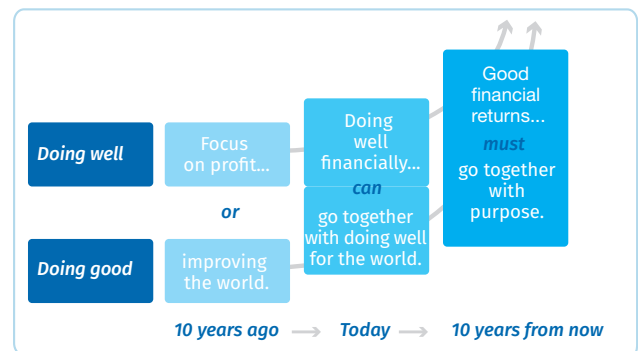 Doing well
Focus
on profit...
or
Doing good
improving
the world.
Doing
well
financially...
can
go together
with doing well
for the world.
Good
financial
returns...
must
go together
with
purpose.
10 years ago
Today
10 years from now